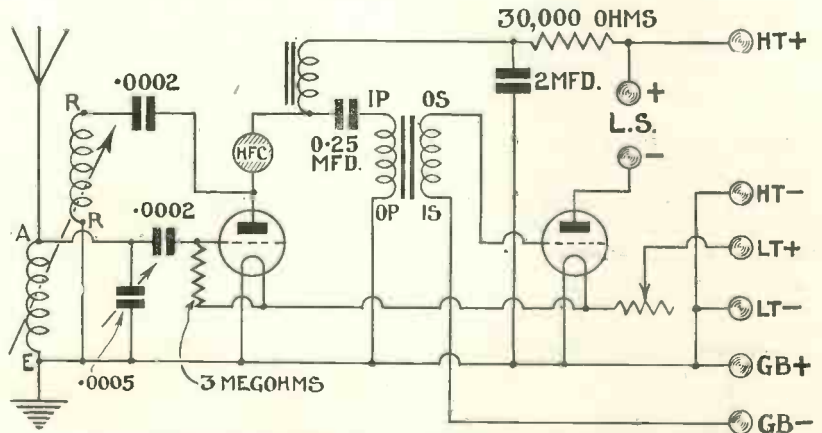 30,000 OHMS
HT+
.0002
R
IP
OS
2MFD.
+
L.S.
-
HFC
0.25
MFD.
HT-
R
.0002
OP
IS
A
LT+
LT-
E
.0005
3 MEGOHMS
GB+
GB-